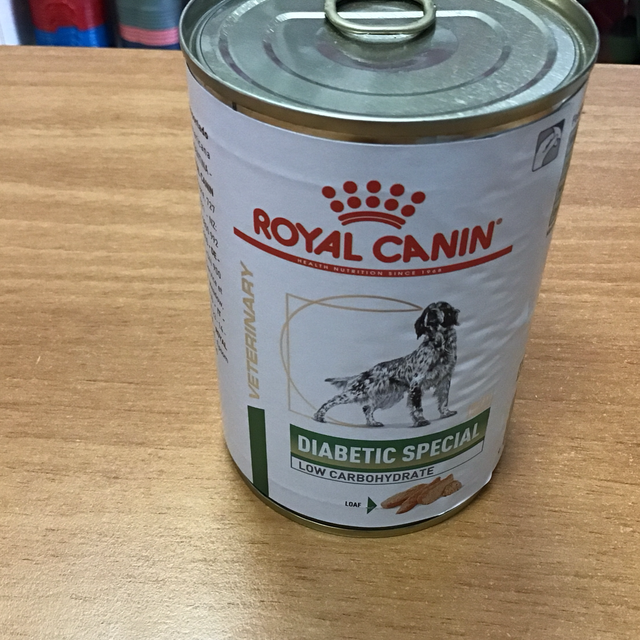 ROYAL CANIN
HEALTH NUTRITION SINCE 1968
VETERINARY
DIABETIC SPECIAL
LOW CARBOHYDRATE
LOAF